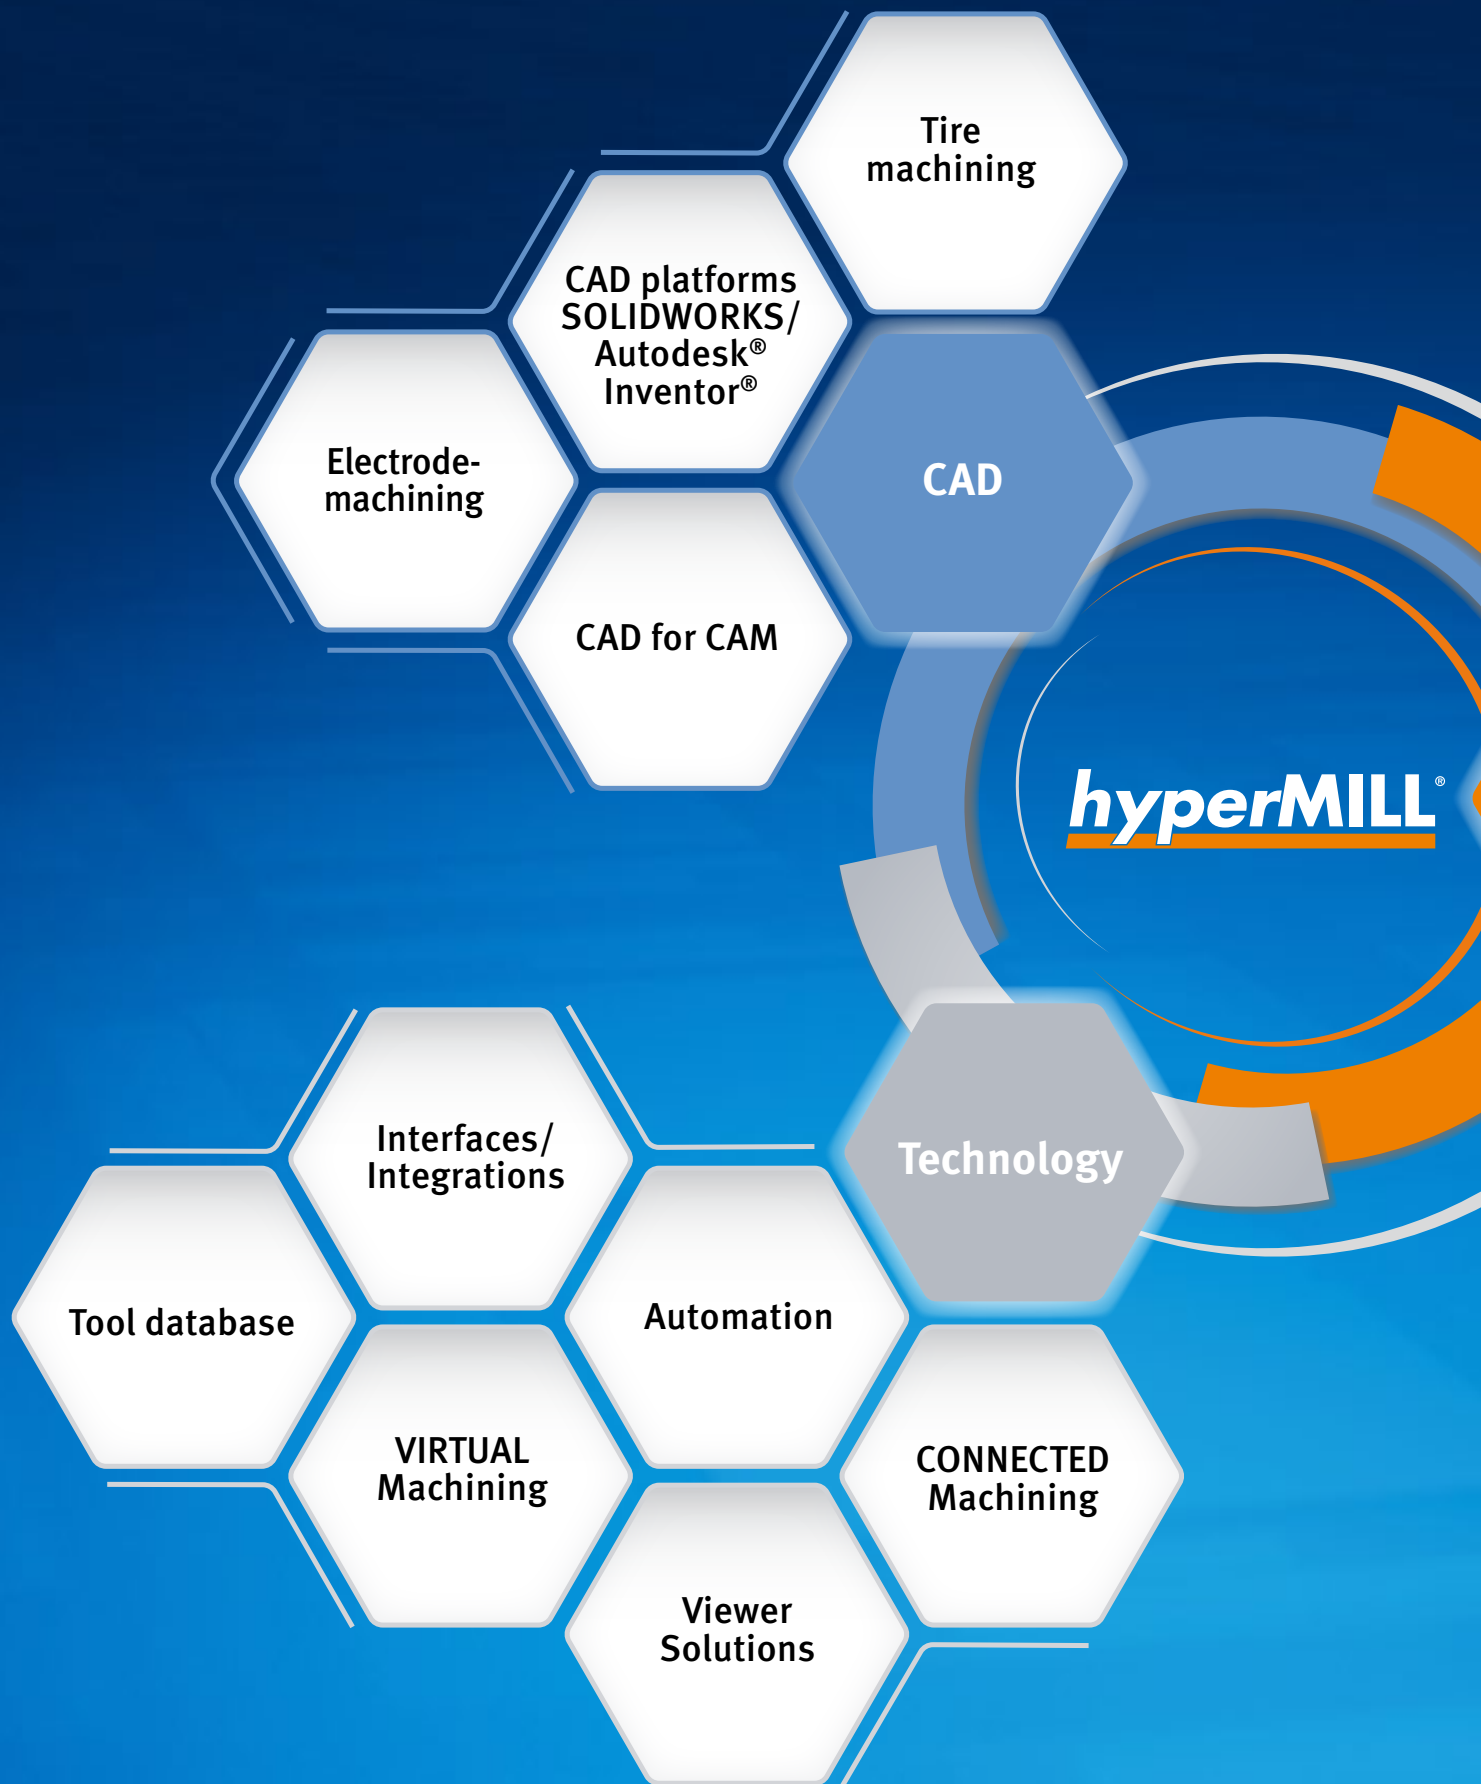 Tire
machining
CAD platforms
SOLIDWORKS/
Autodesk®
Inventor®
Electrode-
machining
CAD
CAD for CAM
hyperMILL®
Interfaces/
Integrations
Technology
Tool database
Automation
VIRTUAL
Machining
CONNECTED
Machining
Viewer
Solutions